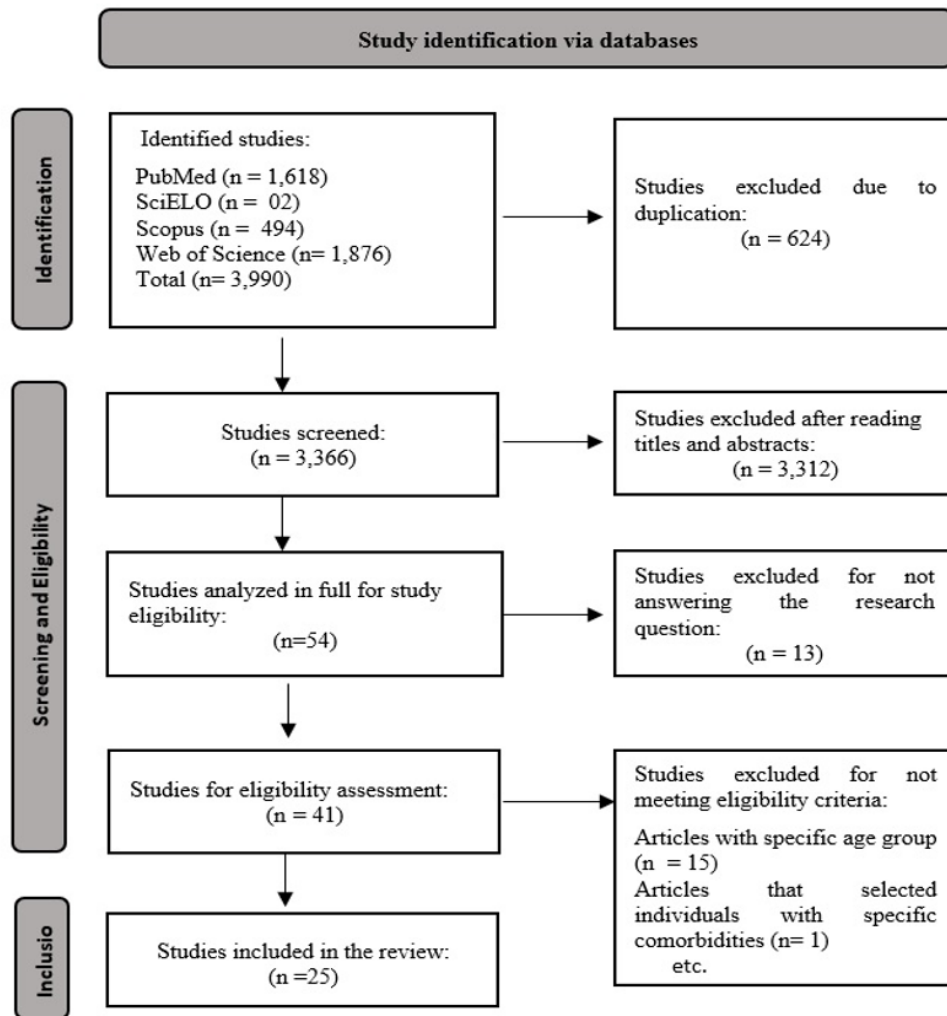 Study identification via databases
Identification
Identified studies:
PubMed (n = 1,618)
SciELO (n = 02)
Scopus (n = 494)
Web of Science (n= 1,876)
Total (n= 3,990)
Studies excluded due to
duplication:
(n = 624)
Screening and Eligibility
Studies screened:
(n = 3,366)
Studies excluded after reading
titles and abstracts:
(n = 3,312)
Studies analyzed in full for study
eligibility:
(n=54)
Studies excluded for not
answering the research
question:
(n = 13)
Studies for eligibility assessment:
(n = 41)
Studies excluded for not
meeting eligibility criteria:
Articles with specific age group
(n = 15)
Articles that selected
individuals with specific
comorbidities (n= 1)
etc.
Inclusio
Studies included in the review:
(n =25)